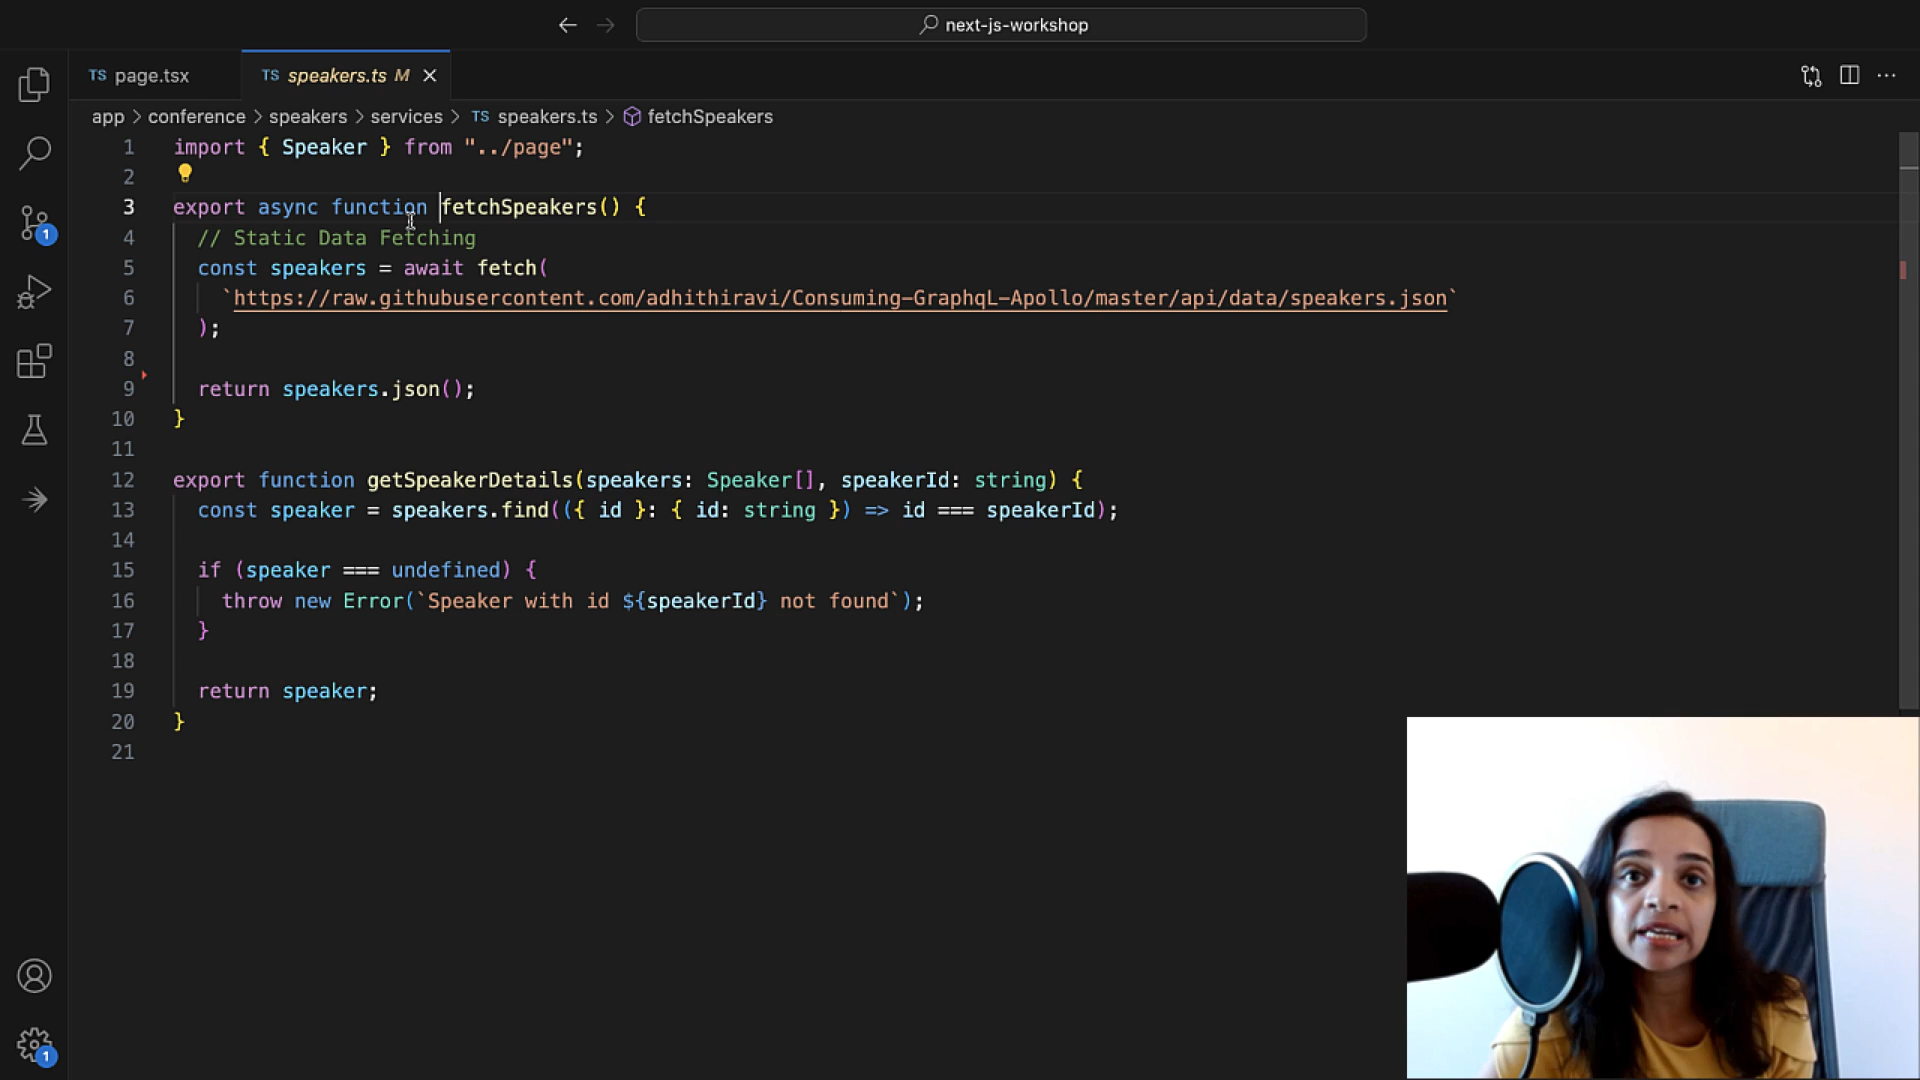 next-js-workshop
TS page.tsx
TS speakers.ts M
app > conference > speakers > services > TS speakers.ts > fetchSpeakers
1 import { Speaker } from "../page";
2
3 export async function fetchSpeakers() {
4 // Static Data Fetching
5 const speakers = await fetch(
6 `https://raw.githubusercontent.com/adhithiravi/Consuming-GraphqL-Apollo/master/api/data/speakers.json`
7 );
8
9 return speakers.json();
10 }
11
12 export function getSpeakerDetails(speakers: Speaker[], speakerId: string) {
13 const speaker = speakers.find(({ id }: { id: string }) => id === speakerId);
14
15 if (speaker === undefined) {
16 throw new Error(`Speaker with id ${speakerId} not found`);
17 }
18
19 return speaker;
20 }
21
1
1